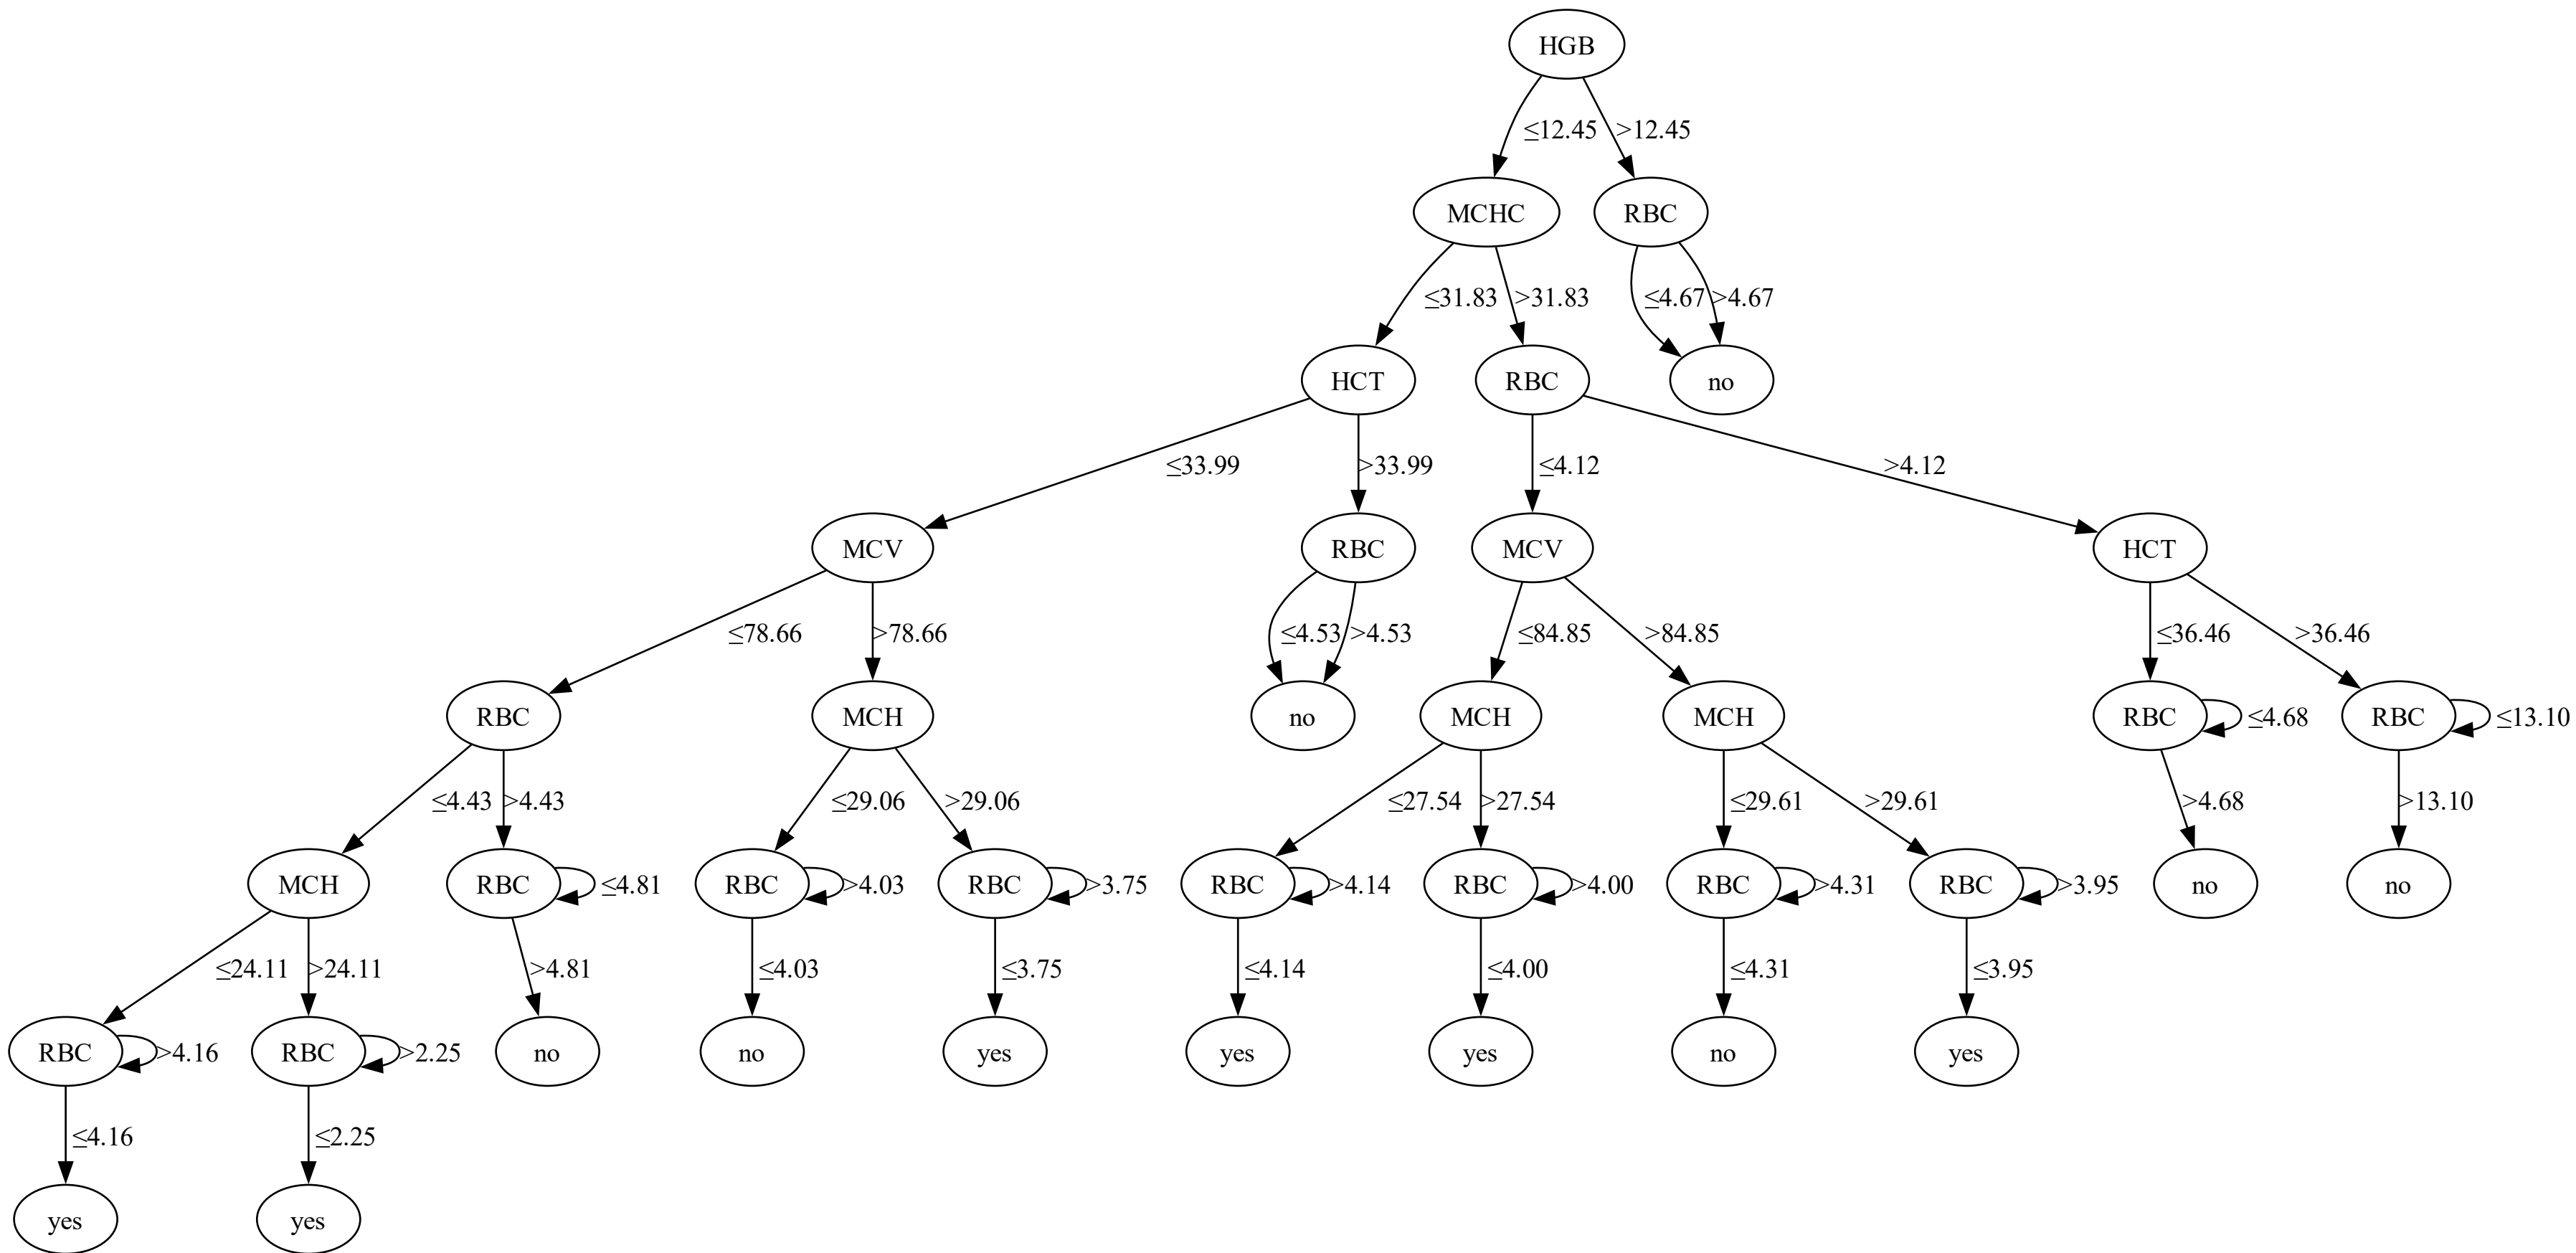 HGB
≤12.45 >12.45
MCHC RBC
≤31.83 >31.83 ≤4.67 >4.67
HCT RBC no
≤33.99 >33.99 ≤4.12 >4.12
MCV RBC MCV HCT
≤78.66 >78.66 ≤4.53 >4.53 ≤84.85 >84.85 ≤36.46 >36.46
RBC MCH no MCH MCH RBC ≤4.68 RBC ≤13.10
≤4.43 >4.43 ≤29.06 >29.06 ≤27.54 >27.54 ≤29.61 >29.61 >4.68 >13.10
MCH RBC ≤4.81 RBC >4.03 RBC >3.75 RBC >4.14 RBC >4.00 RBC >4.31 RBC >3.95 no no
≤24.11 >24.11 >4.81 ≤4.03 ≤3.75 ≤4.14 ≤4.00 ≤4.31 ≤3.95
RBC >4.16 RBC >2.25 no no yes yes yes no yes
≤4.16 ≤2.25
yes yes